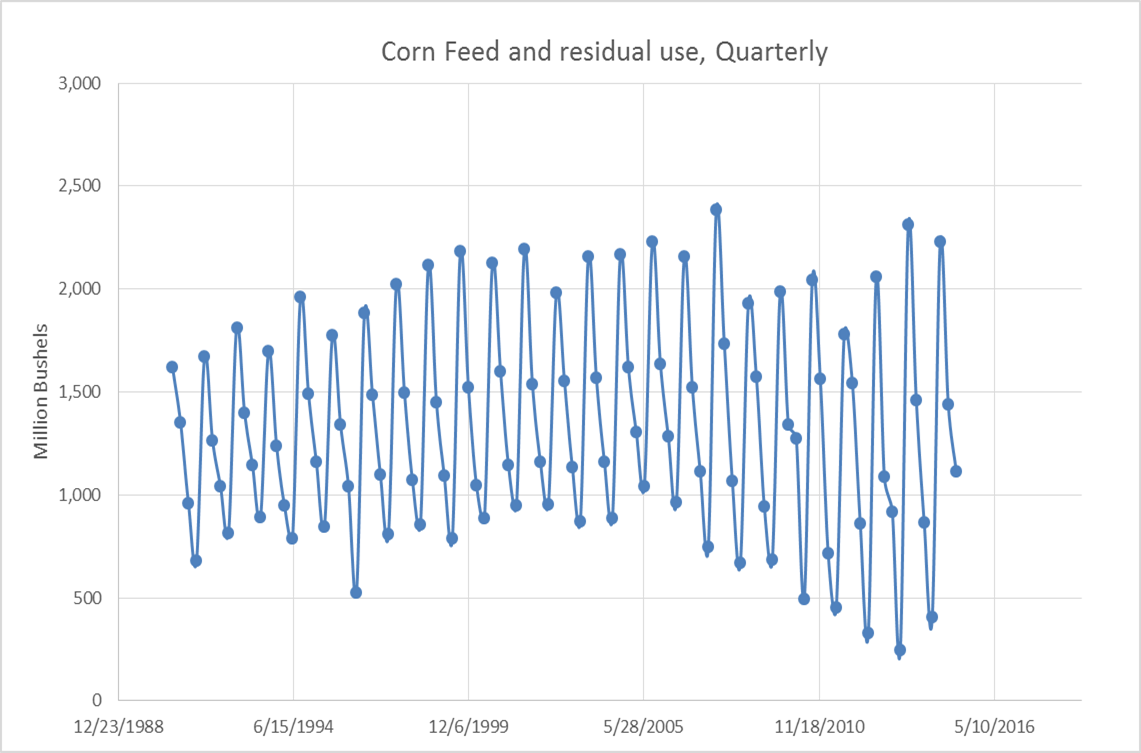 Corn Feed and residual use, Quarterly
3,000
2,500
2,000
1,500
1,000
500
0
Million Bushels
12/23/1988 6/15/1994 12/6/1999 5/28/2005 11/18/2010 5/10/2016